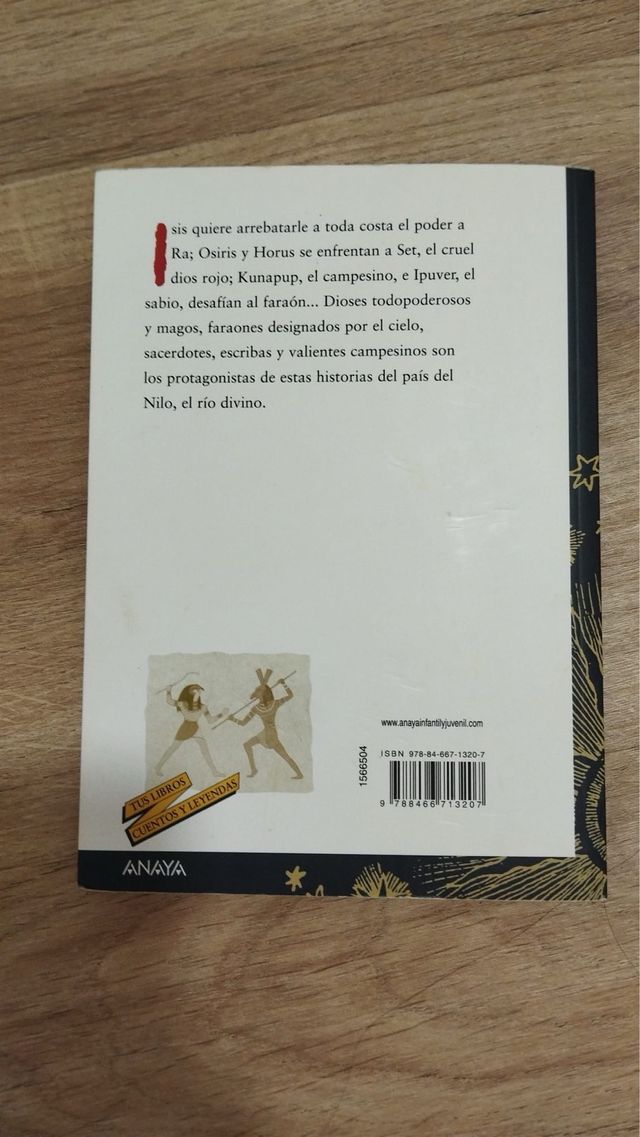 Isis quiere arrebatarle a toda costa el poder a
Ra; Osiris y Horus se enfrentan a Set, el cruel
dios rojo; Kunapup, el campesino, e Ipuver, el
sabio, desafían al faraón... Dioses todopoderosos
y magos, faraones designados por el cielo,
sacerdotes, escribas y valientes campesinos son
los protagonistas de estas historias del país del
Nilo, el río divino.
www.anayainfantilyjuvenil.com
1566504
ISBN 978-84-667-1320-7
9 788466 713207
TUS LIBROS
CUENTOS Y LEYENDAS
ANAYA